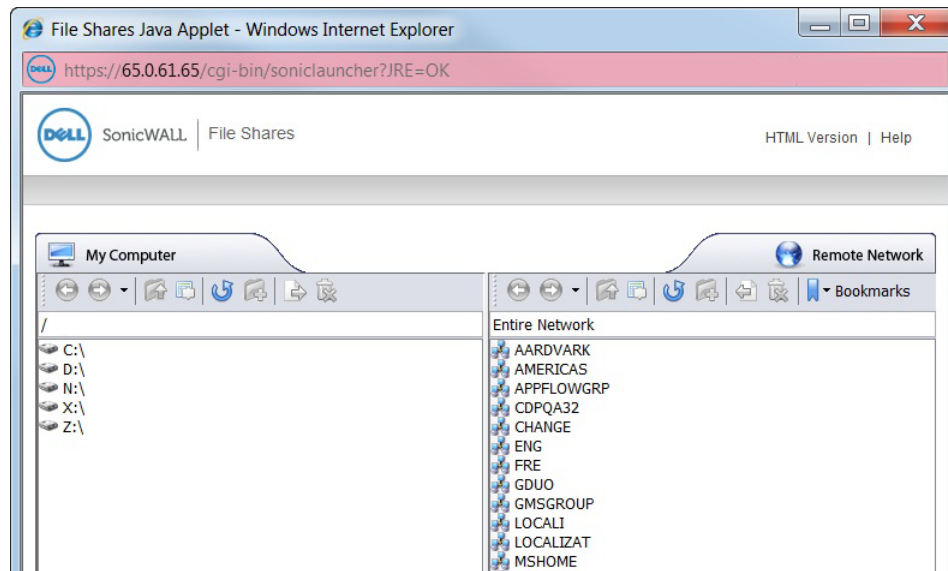 File Shares Java Applet - Windows Internet Explorer
DELL https://65.0.61.65/cgi-bin/soniclauncher?JRE=OK
DELL SonicWALL | File Shares
HTML Version | Help
My Computer
Remote Network
Bookmarks
/
Entire Network
C:\
D:\
N:\
X:\
Z:\
AARDVARK
AMERICAS
APPFLOWGRP
CDPQA32
CHANGE
ENG
FRE
GDUO
GMSGROUP
LOCALI
LOCALIZAT
MSHOME